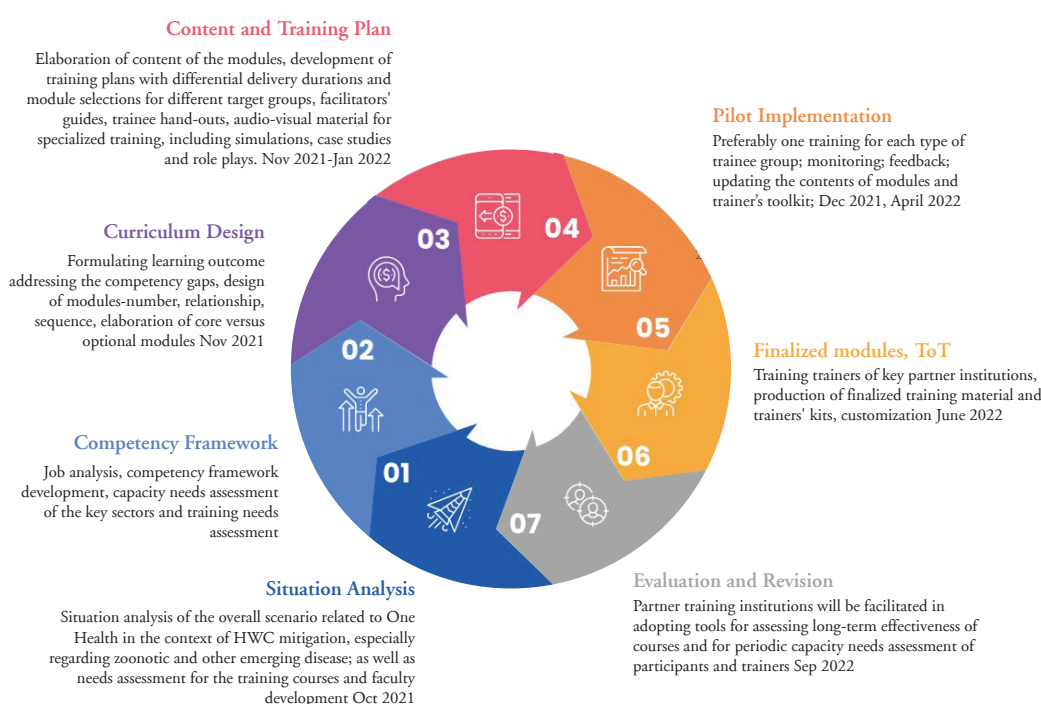 Content and Training Plan
Elaboration of content of the modules, development of
training plans with differential delivery durations and
module selections for different target groups, facilitators'
guides, trainee hand-outs, audio-visual material for
specialized training, including simulations, case studies
and role plays. Nov 2021-Jan 2022
Pilot Implementation
Preferably one training for each type of
trainee group; monitoring; feedback;
updating the contents of modules and
trainer's toolkit; Dec 2021, April 2022
Curriculum Design
Formulating learning outcome
addressing the competency gaps, design
of modules-number, relationship,
sequence, elaboration of core versus
optional modules Nov 2021
Finalized modules, ToT
Training trainers of key partner institutions,
production of finalized training material and
trainers' kits, customization June 2022
Competency Framework
Job analysis, competency framework
development, capacity needs assessment
of the key sectors and training needs
assessment
Situation Analysis
Situation analysis of the overall scenario related to One
Health in the context of HWC mitigation, especially
regarding zoonotic and other emerging disease; as well as
needs assessment for the training courses and faculty
development Oct 2021
Evaluation and Revision
Partner training institutions will be facilitated in
adopting tools for assessing long-term effectiveness of
courses and for periodic capacity needs assessment of
participants and trainers Sep 2022
01
02
03
04
05
06
07